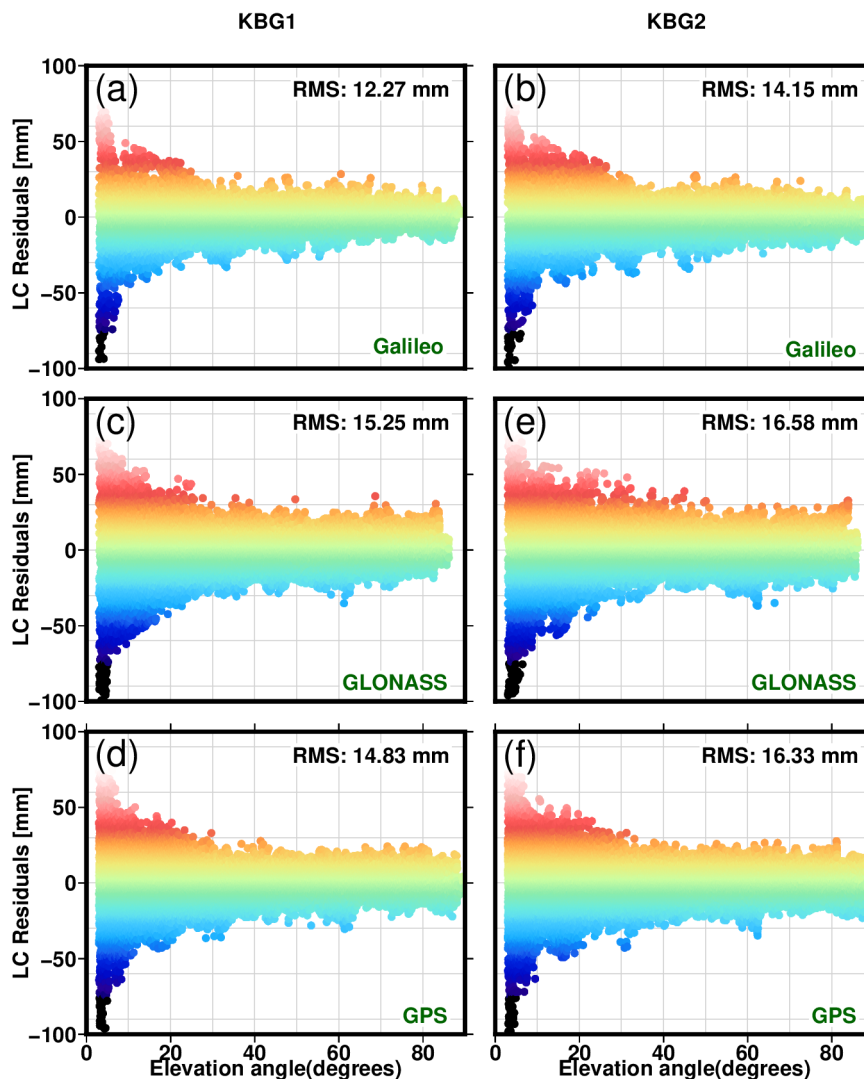 KBG1 KBG2
100
(a) RMS: 12.27 mm
50
0
−50
−100
LC Residuals [mm]
Galileo
(b) RMS: 14.15 mm
Galileo
100
(c) RMS: 15.25 mm
50
0
−50
−100
LC Residuals [mm]
GLONASS
(e) RMS: 16.58 mm
GLONASS
100
(d) RMS: 14.83 mm
50
0
−50
−100
LC Residuals [mm]
GPS
(f) RMS: 16.33 mm
GPS
0 20 40 60 80
Elevation angle(degrees)
0 20 40 60 80
Elevation angle(degrees)